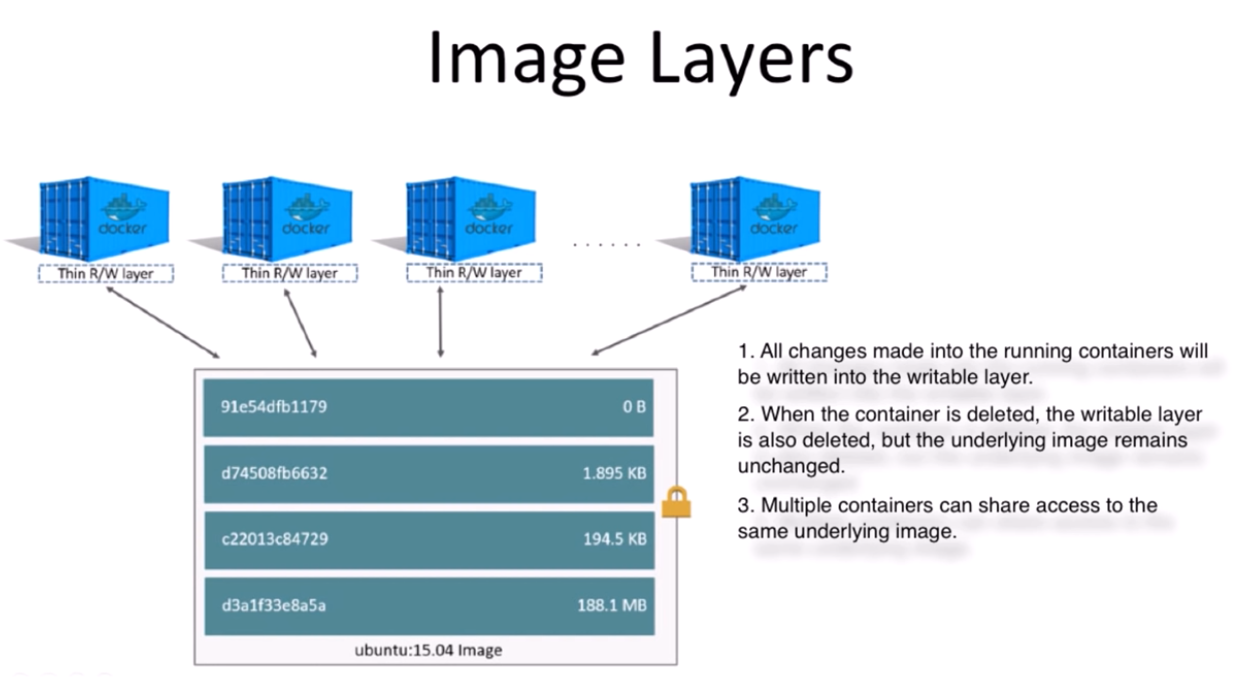 Image Layers
docker
docker
docker
. . . . . .
docker
Thin R/W layer
Thin R/W layer
Thin R/W layer
Thin R/W layer
91e54dfb1179 0 B
d74508fb6632 1.895 KB
c22013c84729 194.5 KB
d3a1f33e8a5a 188.1 MB
ubuntu:15.04 Image
1. All changes made into the running containers will
be written into the writable layer.
2. When the container is deleted, the writable layer
is also deleted, but the underlying image remains
unchanged.
3. Multiple containers can share access to the
same underlying image.